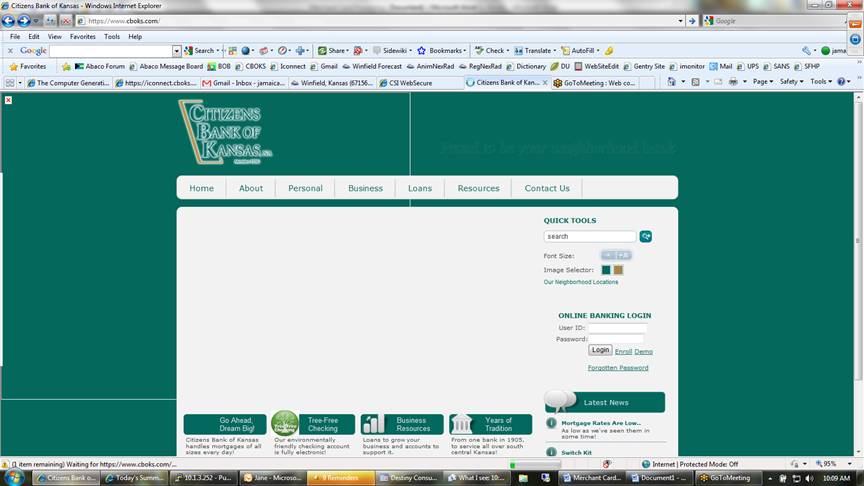 Citizens Bank of Kansas - Windows Internet Explorer
https://www.cboks.com/
Google
File Edit View Favorites Tools Help
Google Search Share Sidewiki Bookmarks Check Translate AutoFill jama
Favorites Abaco Forum Abaco Message Board BOB CBOKS Iconnect Gmail Winfield Forecast AnimNexRad RegNexRad Dictionary DU WebSiteEdit Gentry Site imonitor Mail UPS SANS SFHP
The Computer Generati... https://iconnect.cboks... Gmail - Inbox - jamaica... Winfield, Kansas (67156... CSI WebSecure Citizens Bank of Kan... GoToMeeting : Web co... Page Safety Tools
CITIZENS
BANK OF
KANSAS, N.A.
Proud to be your neighborhood bank
Home About Personal Business Loans Resources Contact Us
QUICK TOOLS
search
Font Size: -A +A
Image Selector:
Our Neighborhood Locations
ONLINE BANKING LOGIN
User ID:
Password:
Login Enroll Demo
Forgotten Password
Go Ahead,
Dream Big!
Citizens Bank of Kansas
handles mortgages of all
sizes every day!
Tree-Free
Checking
Our environmentally
friendly checking account
is fully electronic!
Business
Resources
Loans to grow your
business and accounts to
support it.
Years of
Tradition
From one bank in 1905,
to service all over south
central Kansas!
Latest News
Mortgage Rates Are Low...
As low as we've seen them in
some time!
Switch Kit
(1 item remaining) Waiting for https://www.cboks.com/... Internet | Protected Mode: Off 95%
Citizens Bank o... Today's Summ... 10.1.3.252 - Pu... Jane - Microso... 9 Reminders Destiny Consu... What I see: 10:... Merchant Card... Document1 - ... GoToMeeting 10:09 AM